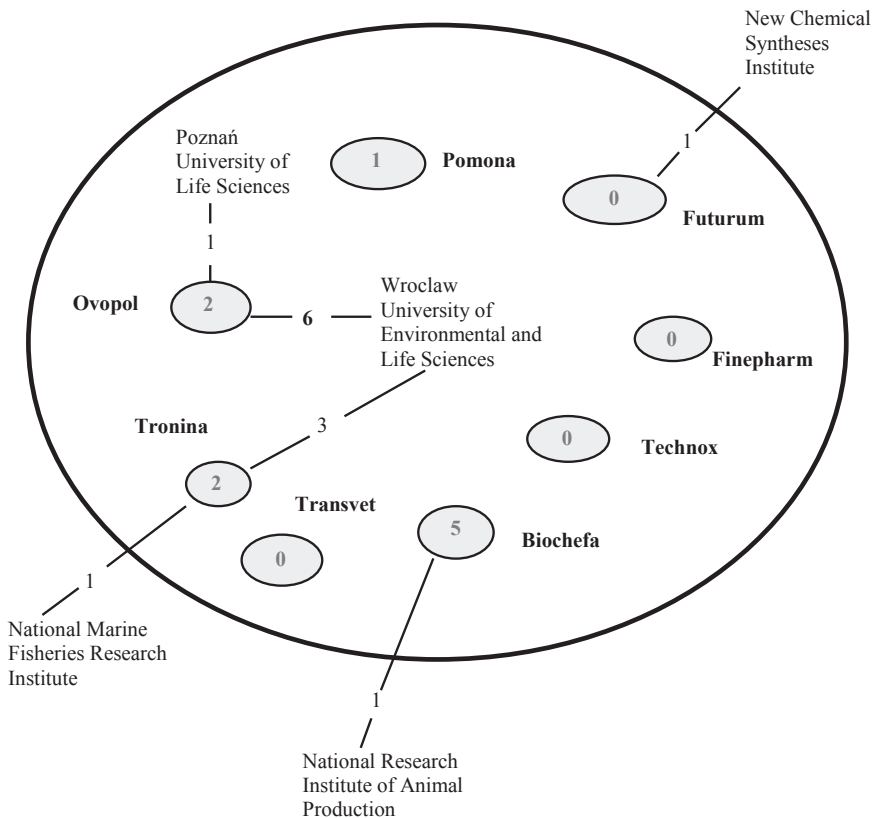 New Chemical
Syntheses
Institute
1
Poznań
University of
Life Sciences
1
Pomona
1
0
Futurum
Ovopol
2
6
Wroclaw
University of
Environmental and
Life Sciences
0
Finepharm
Tronina
3
0
Technox
2
Transvet
5
Biochefa
0
1
National Marine
Fisheries Research
Institute
1
National Research
Institute of Animal
Production